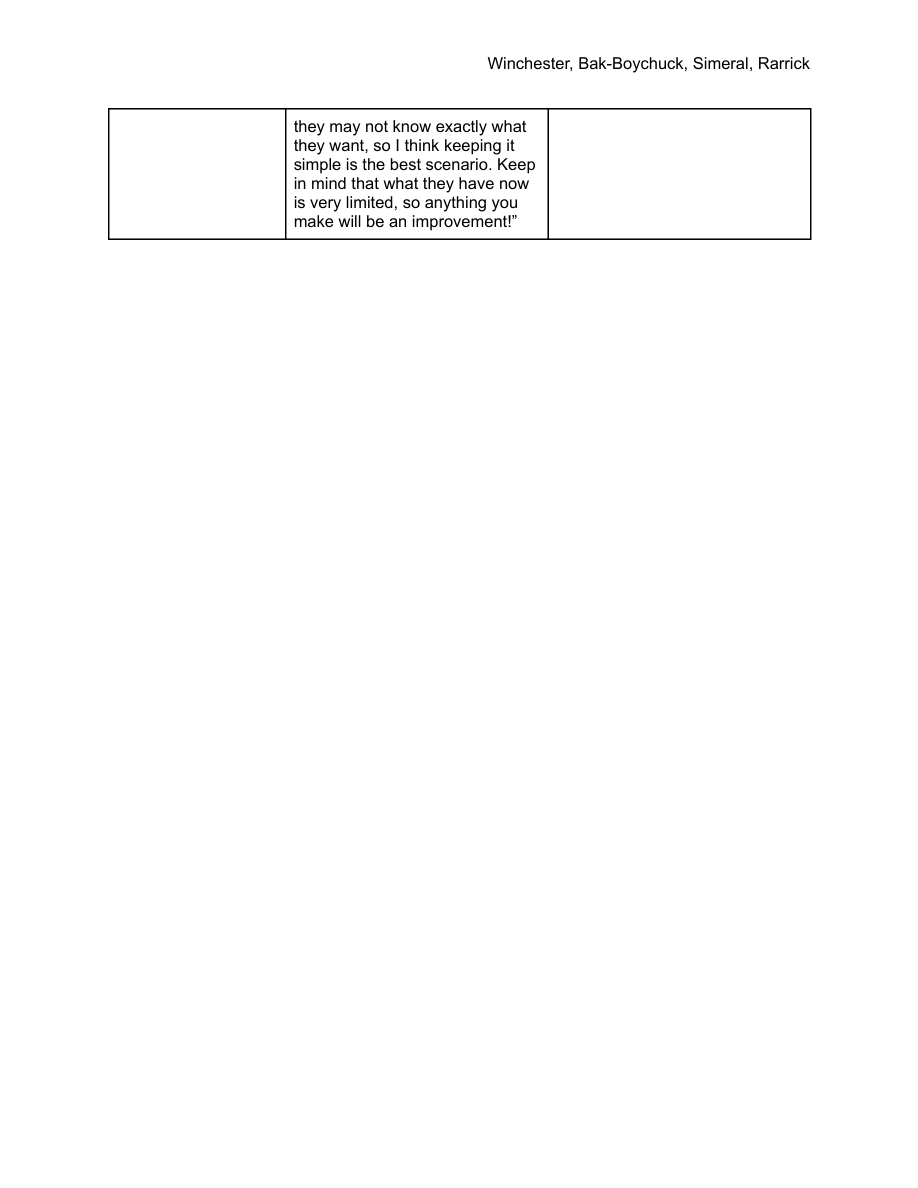 Winchester, Bak-Boychuck, Simeral, Rarrick
they may not know exactly what
they want, so I think keeping it
simple is the best scenario. Keep
in mind that what they have now
is very limited, so anything you
make will be an improvement!”